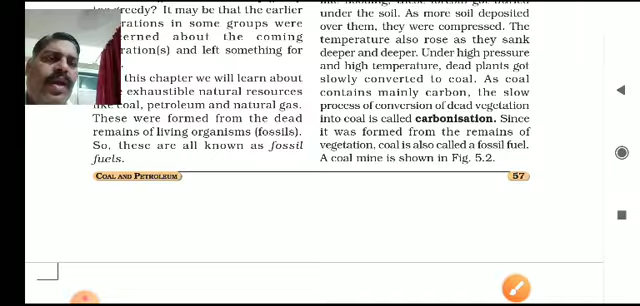 greedy? It may be that the earlier
rations in some groups were
erned about the coming
ration(s) and left something for
this chapter we will learn about
exhaustible natural resources
like coal, petroleum and natural gas.
These were formed from the dead
remains of living organisms (fossils).
So, these are all known as fossil
fuels.
under the soil. As more soil deposited
over them, they were compressed. The
temperature also rose as they sank
deeper and deeper. Under high pressure
and high temperature, dead plants got
slowly converted to coal. As coal
contains mainly carbon, the slow
process of conversion of dead vegetation
into coal is called carbonisation. Since
it was formed from the remains of
vegetation, coal is also called a fossil fuel.
A coal mine is shown in Fig. 5.2.
COAL AND PETROLEUM
57